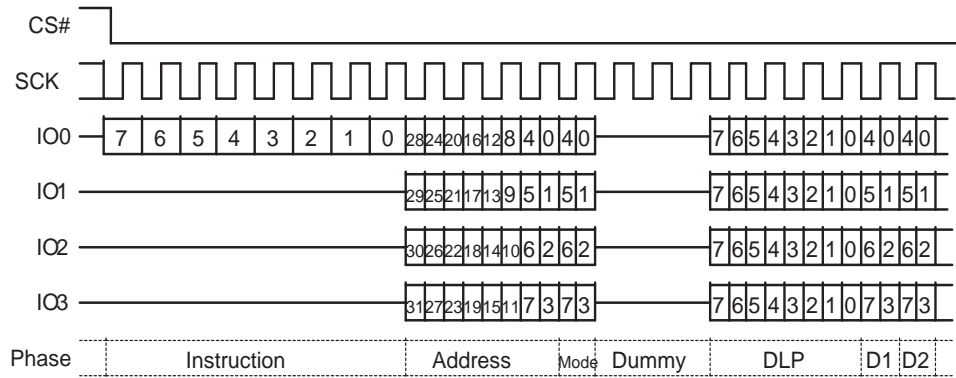 CS#
SCK
IO0 7 6 5 4 3 2 1 0 28 24 20 16 12 8 4 0 4 0 7 6 5 4 3 2 1 0 4 0 4 0
IO1 29 25 21 17 13 9 5 1 5 1 7 6 5 4 3 2 1 0 5 1 5 1
IO2 30 26 22 18 14 10 6 2 6 2 7 6 5 4 3 2 1 0 6 2 6 2
IO3 31 27 23 19 15 11 7 3 7 3 7 6 5 4 3 2 1 0 7 3 7 3
Phase Instruction Address Mode Dummy DLP D1 D2